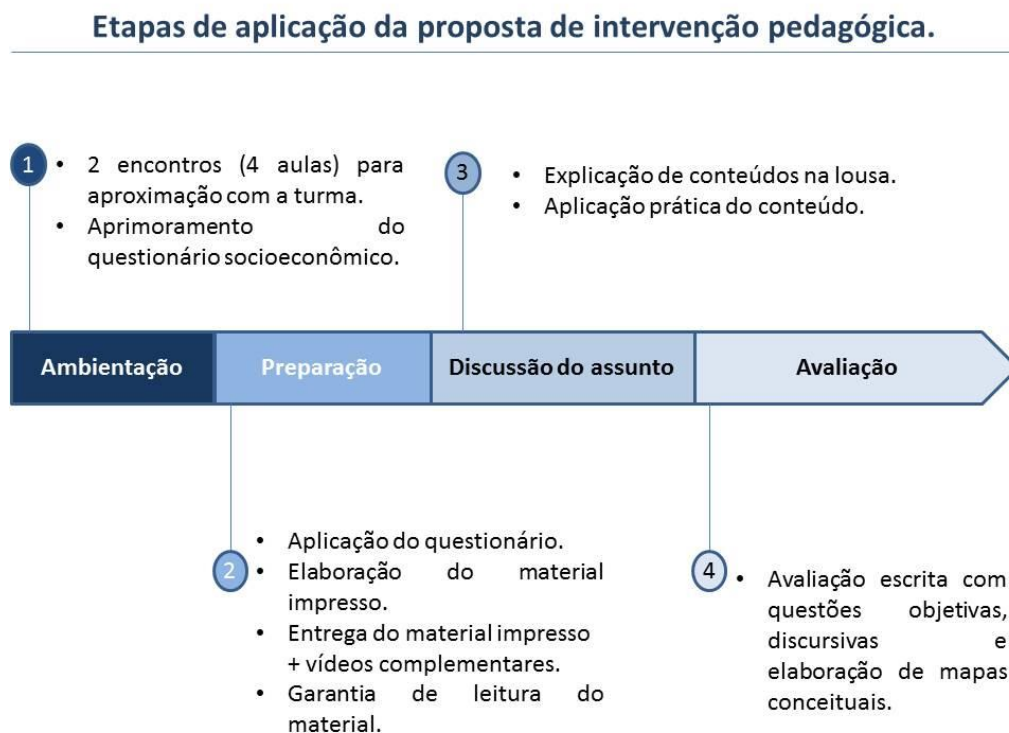 Etapas de aplicação da proposta de intervenção pedagógica.
1
• 2 encontros (4 aulas) para
aproximação com a turma.
• Aprimoramento do
questionário socioeconômico.
3
• Explicação de conteúdos na lousa.
• Aplicação prática do conteúdo.
Ambientação
Preparação
Discussão do assunto
Avaliação
2
• Aplicação do questionário.
• Elaboração do material
impresso.
• Entrega do material impresso
+ vídeos complementares.
• Garantia de leitura do
material.
4
• Avaliação escrita com
questões objetivas,
discursivas e
elaboração de mapas
conceituais.